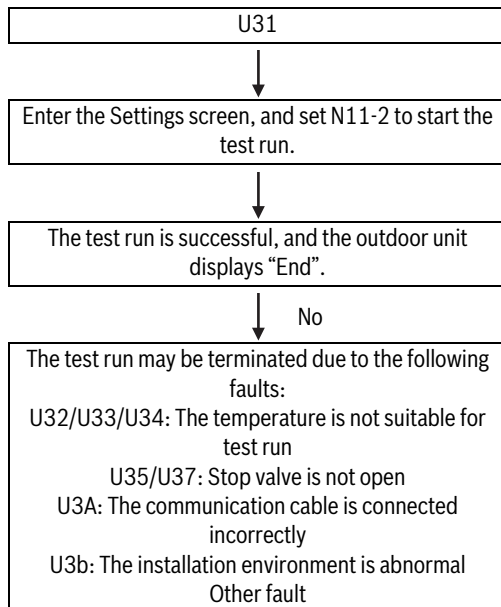 U31
Enter the Settings screen, and set N11-2 to start the
test run.
The test run is successful, and the outdoor unit
displays “End”.
No
The test run may be terminated due to the following
faults:
U32/U33/U34: The temperature is not suitable for
test run
U35/U37: Stop valve is not open
U3A: The communication cable is connected
incorrectly
U3b: The installation environment is abnormal
Other fault